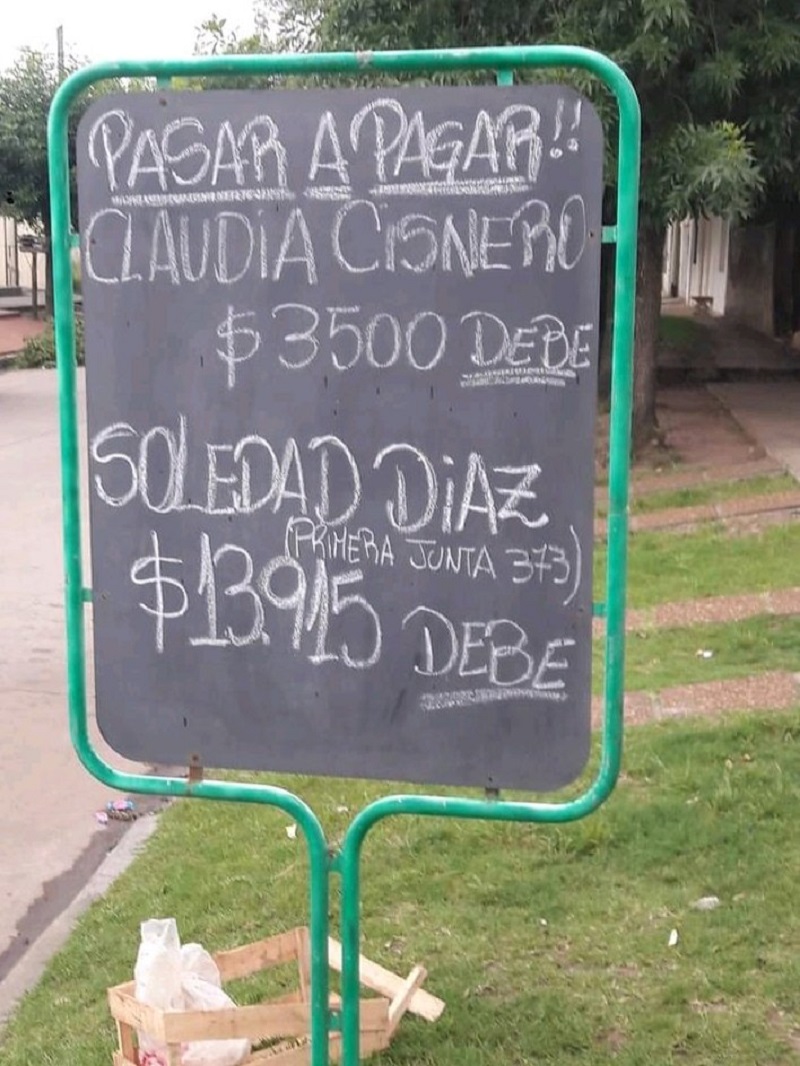 PASAR A PAGAR!!
CLAUDiA CiSNERO
$3500 DEBE
SOLEDAD DiAZ
(PRIMERA JUNTA 373)
$13.915 DEBE